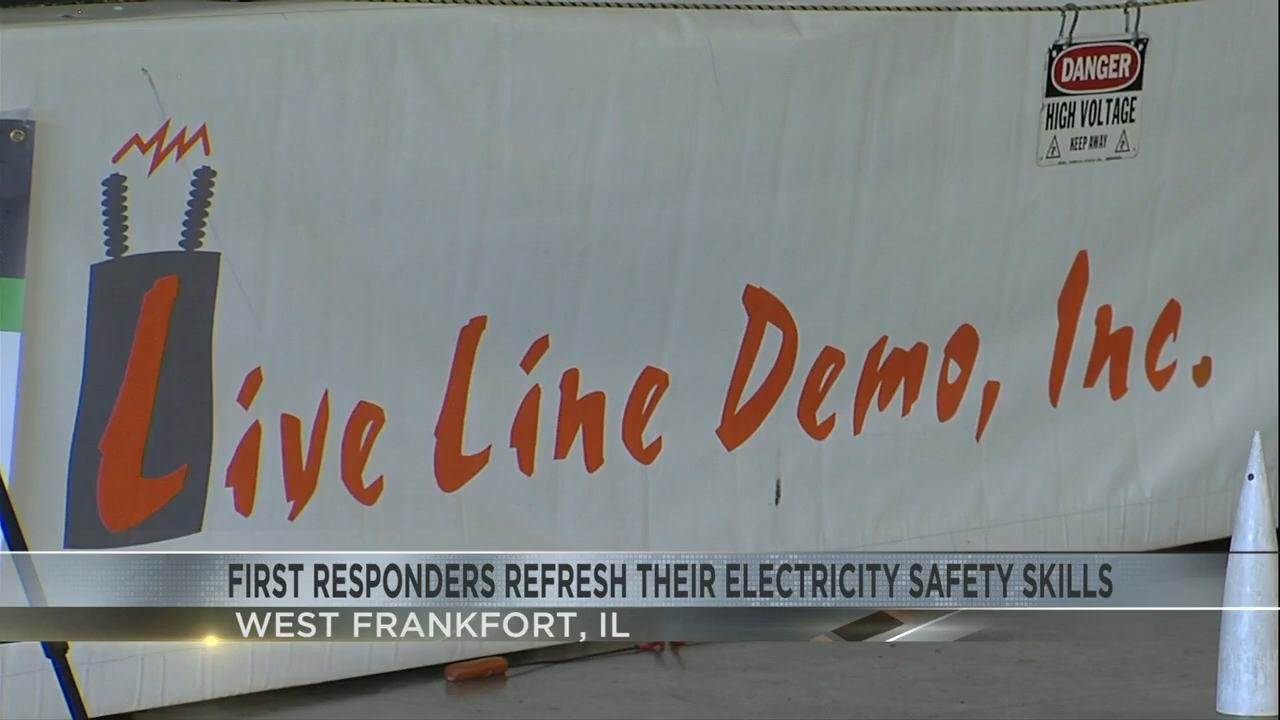 DANGER
HIGH VOLTAGE
KEEP AWAY
Live Line Demo, Inc.
FIRST RESPONDERS REFRESH THEIR ELECTRICITY SAFETY SKILLS
WEST FRANKFORT, IL